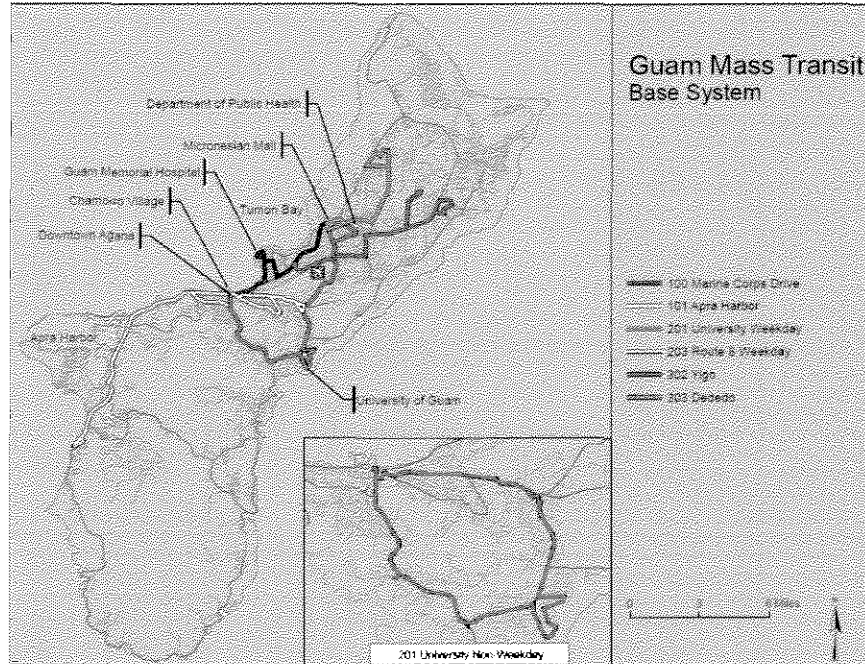 Guam Mass Transit
Base System
Department of Public Health
Micronesian Mall
Guam Memorial Hospital
Chamorro Village
Tumon Bay
Downtown Agana
Apra Harbor
University of Guam
100 Marine Corps Drive
101 Apra Harbor
201 University Weekday
203 Route 8 Weekday
302 Yigo
303 Dededo
0
Miles
201 University Non Weekday